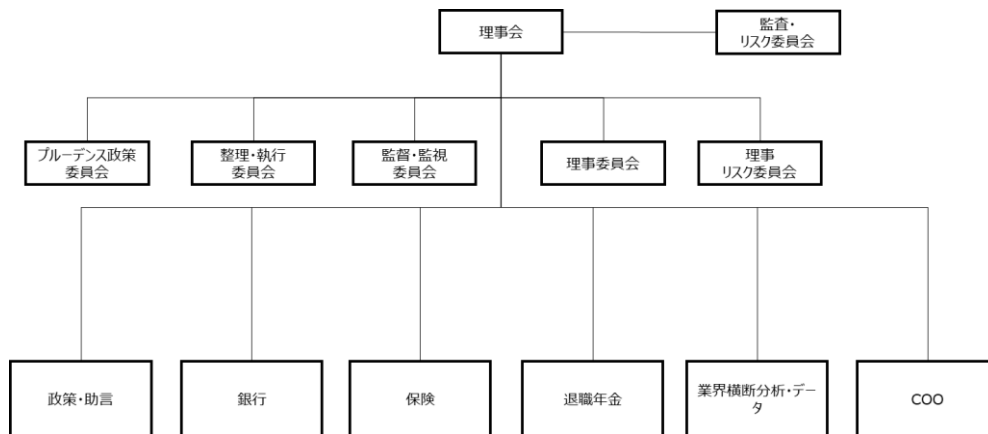 理事会
監査・
リスク委員会
プルーデンス政策
委員会
整理・執行
委員会
監督・監視
委員会
理事委員会
理事
リスク委員会
政策・助言
銀行
保険
退職年金
業界横断分析・デー
タ
COO